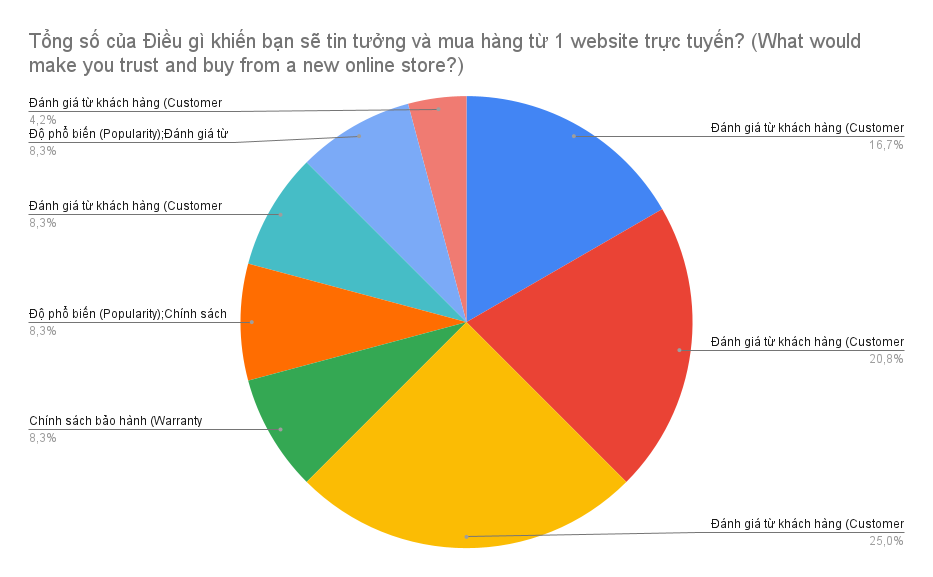 Tổng số của Điều gì khiến bạn sẽ tin tưởng và mua hàng từ 1 website trực tuyến? (What would
make you trust and buy from a new online store?)
Đánh giá từ khách hàng (Customer
4,2%
Độ phổ biến (Popularity);Đánh giá từ
8,3%
Đánh giá từ khách hàng (Customer
8,3%
Độ phổ biến (Popularity);Chính sách
8,3%
Chính sách bảo hành (Warranty
8,3%
Đánh giá từ khách hàng (Customer
16,7%
Đánh giá từ khách hàng (Customer
20,8%
Đánh giá từ khách hàng (Customer
25,0%